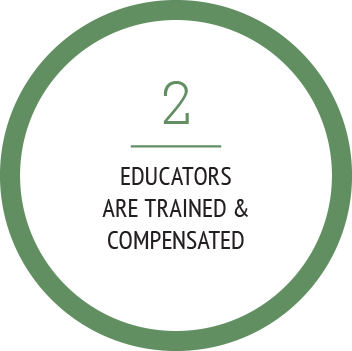 2
EDUCATORS
ARE TRAINED &
COMPENSATED